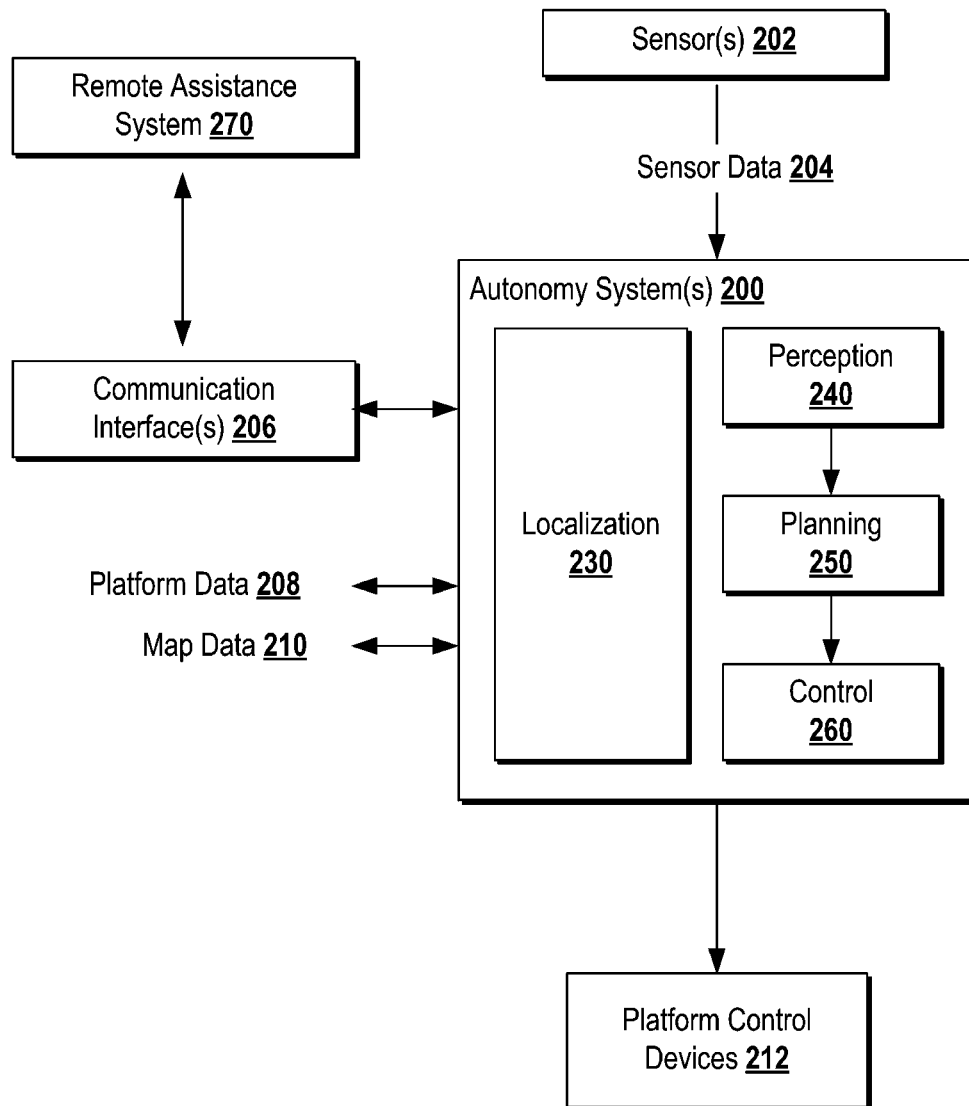 Sensor(s) 202
Remote Assistance
System 270
Sensor Data 204
Autonomy System(s) 200
Perception
240
Communication
Interface(s) 206
Localization
230
Planning
250
Platform Data 208
Map Data 210
Control
260
Platform Control
Devices 212